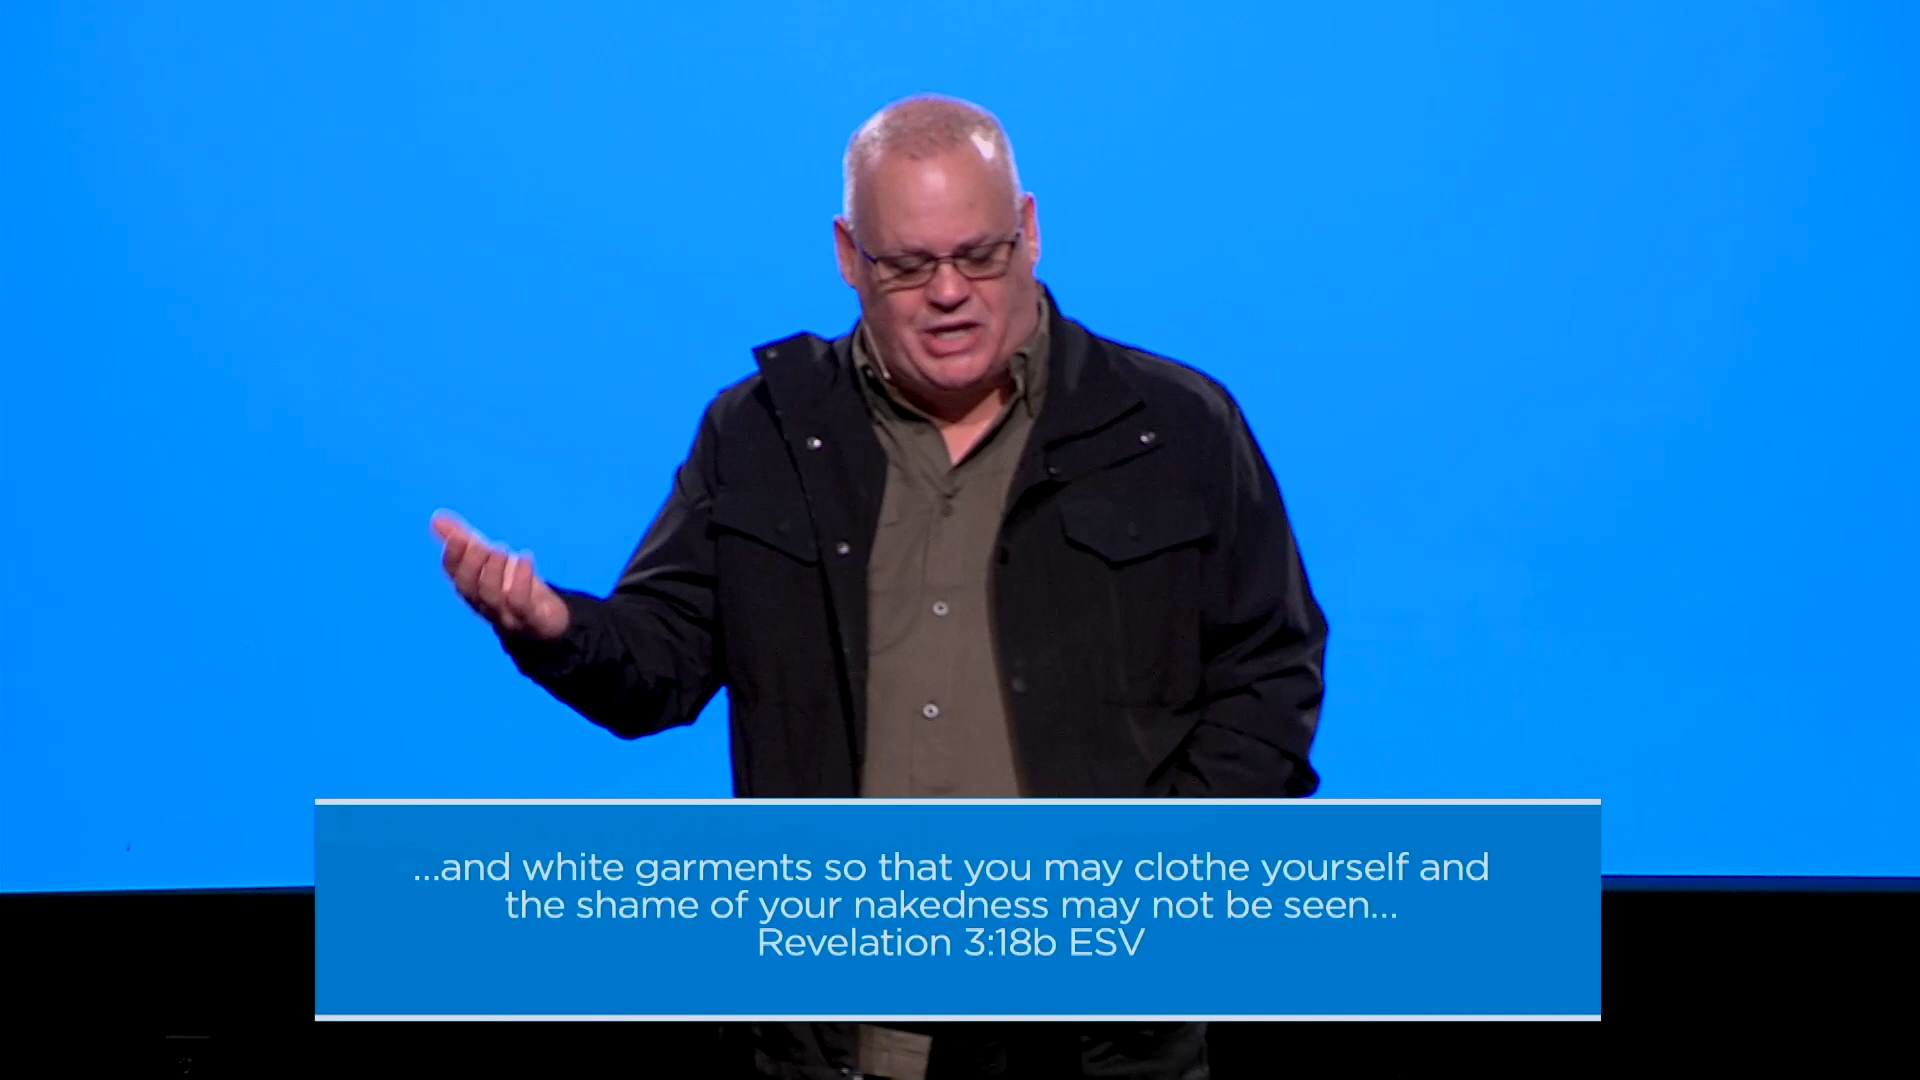 ...and white garments so that you may clothe yourself and
the shame of your nakedness may not be seen...
Revelation 3:18b ESV